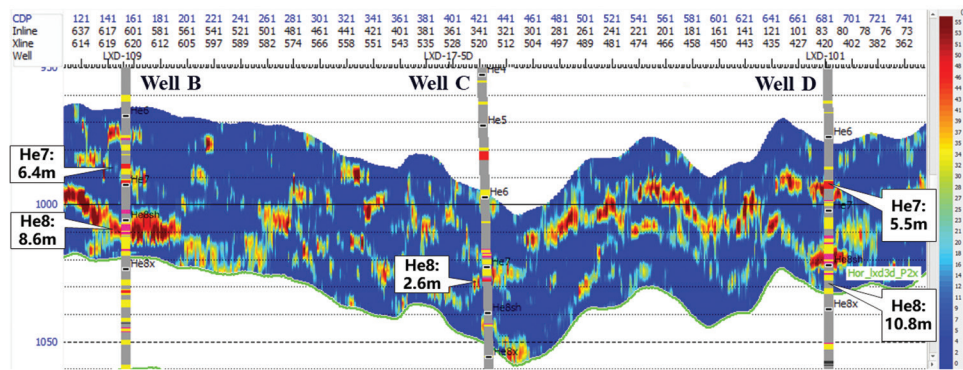 CDP 121 141 161 181 201 221 241 261 281 301 321 341 361 381 401 421 441 461 481 501 521 541 561 581 601 621 641 661 681 701 721 741
Inline 637 617 601 581 561 541 521 501 481 461 441 421 401 381 361 341 321 301 281 261 241 221 201 181 161 141 121 101 83 80 78 76 73
Xline 614 619 620 612 605 597 589 582 574 566 558 551 543 535 528 520 512 504 497 489 481 474 466 458 450 443 435 427 420 402 382 362
Well LXD-109 LXD-17-5D LXD-101
Well B Well C Well D
He4
He5
He6
He6
He7:
6.4m
He7
He6
He7:
5.5m
1000
He8sh
He8:
8.6m
He8x
He8:
2.6m
He7
He8sh
He8x
Hor_lxd3d_P2x
He8x
He8:
10.8m
1050